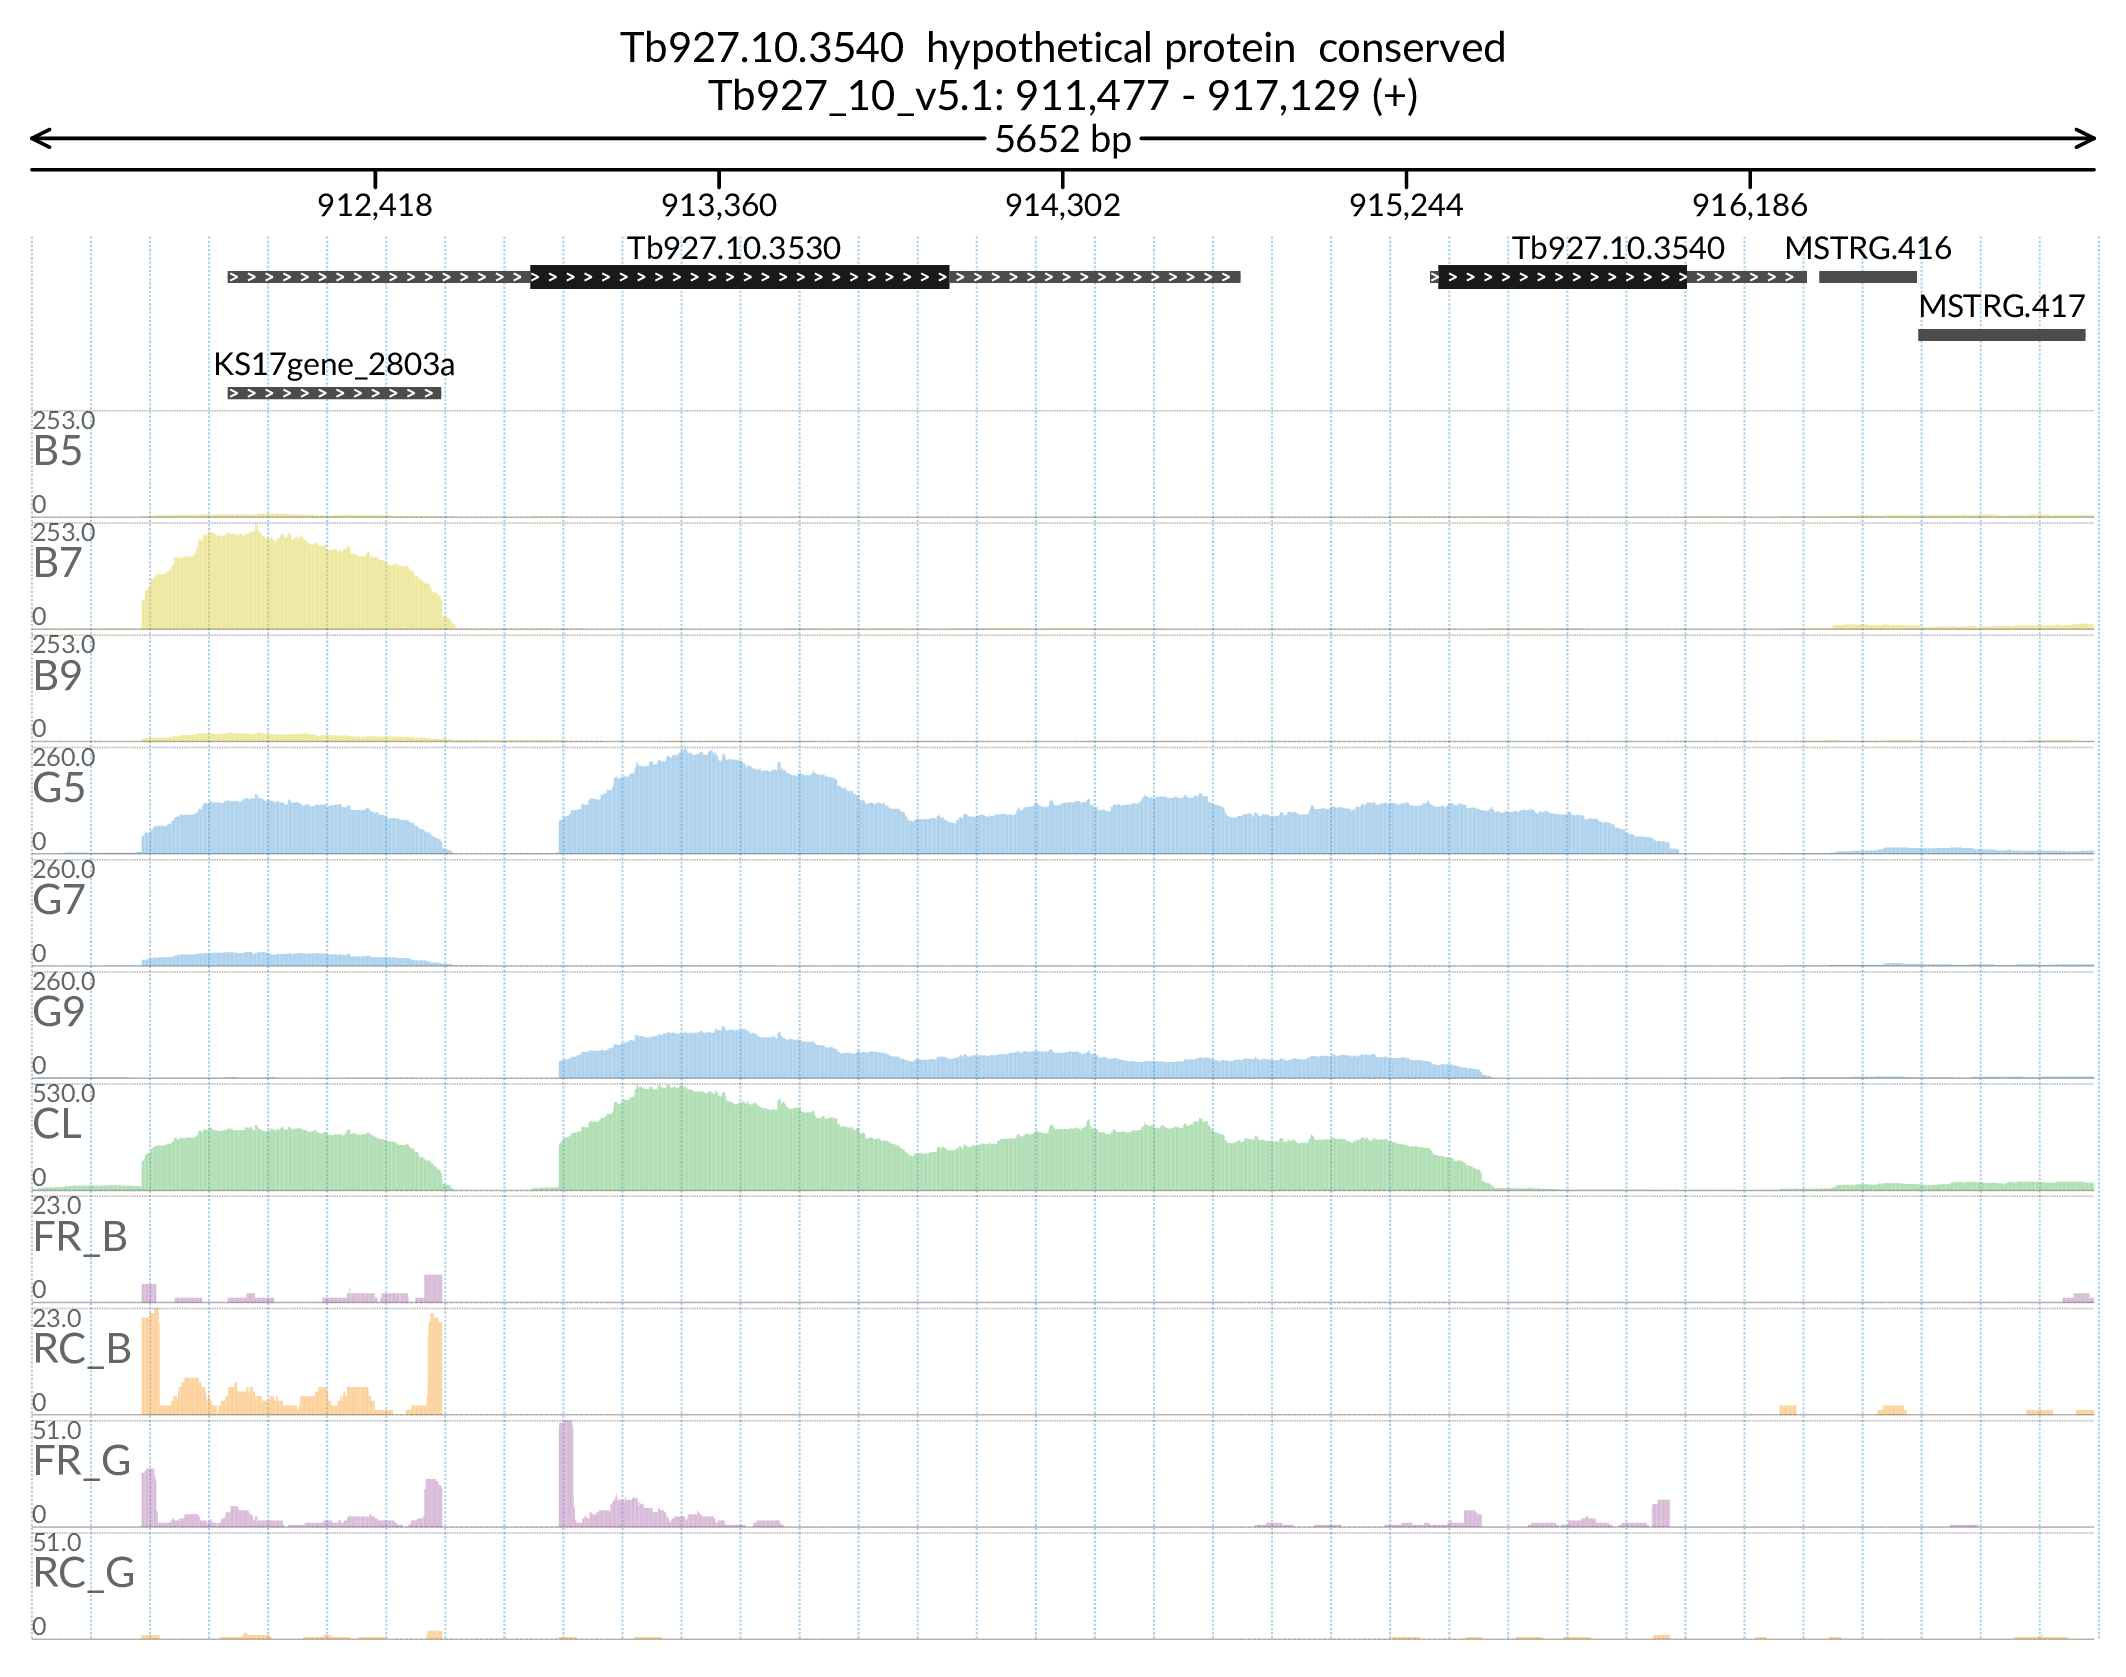 Tb927.10.3540  hypothetical protein  conserved
Tb927_10_v5.1: 911,477 - 917,129 (+)
5652 bp
912,418 913,360 914,302 915,244 916,186
Tb927.10.3530 Tb927.10.3540 MSTRG.416
MSTRG.417
KS17gene_2803a
253.0
B5
0
253.0
B7
0
253.0
B9
0
260.0
G5
0
260.0
G7
0
260.0
G9
0
530.0
CL
0
23.0
FR_B
0
23.0
RC_B
0
51.0
FR_G
0
51.0
RC_G
0